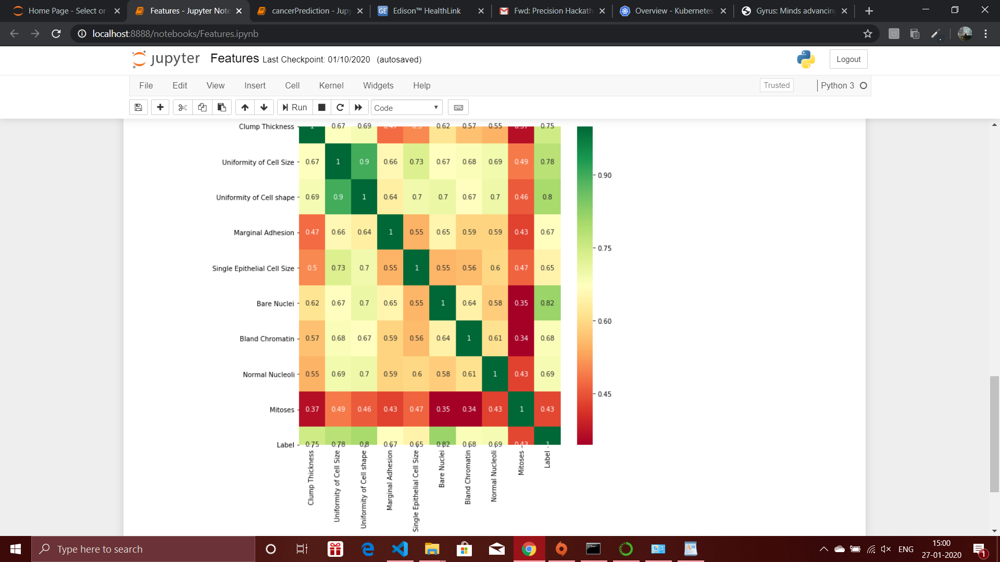 Home Page - Select or
Features - Jupyter Note
cancerPrediction - Jupy
Edison™ HealthLink
Fwd: Precision Hackath
Overview - Kubernetes
Gyrus: Minds advancing
localhost:8888/notebooks/Features.ipynb
jupyter Features Last Checkpoint: 01/10/2020 (autosaved)
Logout
File Edit View Insert Cell Kernel Widgets Help
Trusted Python 3
Run Code
Clump Thickness 1 0.67 0.69 0.47 0.5 0.62 0.57 0.55 0.37 0.75
Uniformity of Cell Size 0.67 1 0.9 0.66 0.73 0.67 0.68 0.69 0.49 0.78
0.90
Uniformity of Cell shape 0.69 0.9 1 0.64 0.7 0.7 0.67 0.7 0.46 0.8
Marginal Adhesion 0.47 0.66 0.64 1 0.55 0.65 0.59 0.59 0.43 0.67
0.75
Single Epithelial Cell Size 0.5 0.73 0.7 0.55 1 0.55 0.56 0.6 0.47 0.65
Bare Nuclei 0.62 0.67 0.7 0.65 0.55 1 0.64 0.58 0.35 0.82
0.60
Bland Chromatin 0.57 0.68 0.67 0.59 0.56 0.64 1 0.61 0.34 0.68
Normal Nucleoli 0.55 0.69 0.7 0.59 0.6 0.58 0.61 1 0.43 0.69
0.45
Mitoses 0.37 0.49 0.46 0.43 0.47 0.35 0.34 0.43 1 0.43
Label 0.75 0.78 0.8 0.67 0.65 0.82 0.68 0.69 0.43 1
Clump Thickness
Uniformity of Cell Size
Uniformity of Cell shape
Marginal Adhesion
Single Epithelial Cell Size
Bare Nuclei
Bland Chromatin
Normal Nucleoli
Mitoses
Label
Type here to search
ENG
15:00
27-01-2020
1